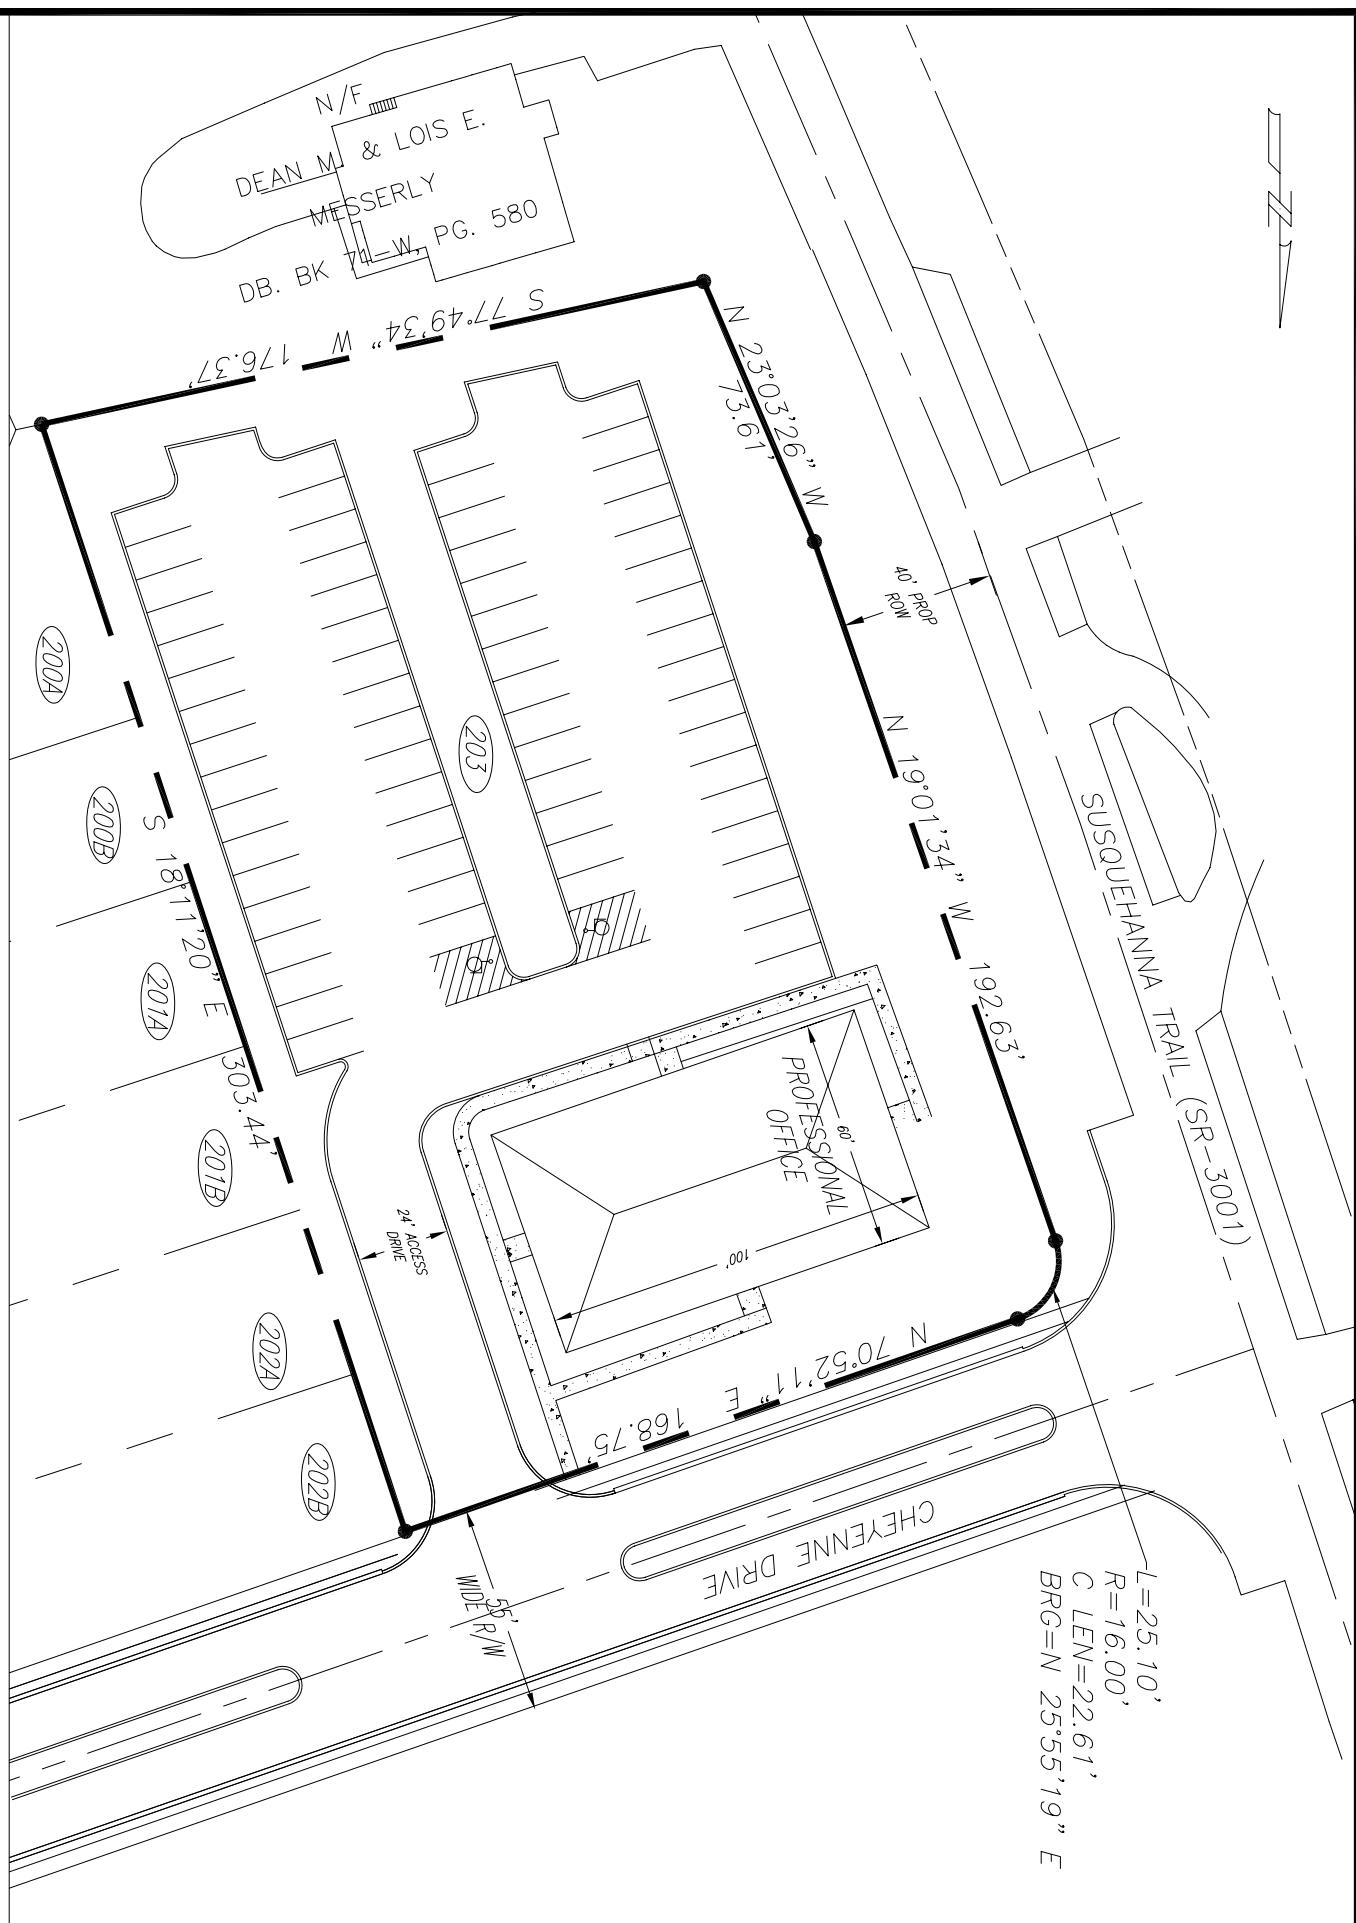 N/F
DEAN M. & LOIS E.
MESSERLY
DB. BK 71-W, PG. 580
N
S 77°49'34" W 176.37'
N 23°03'26" W
73.61'
40' PROP
ROW
N 19°01'34" W 192.63'
SUSQUEHANNA TRAIL (SR-3001)
203
200A
200B
S 18°11'20" E 303.44'
201A
201B
202A
202B
PROFESSIONAL
OFFICE
60'
100'
24' ACCESS
DRIVE
N 70°52'11" E 168.75'
CHEYENNE DRIVE
55'
WIDE R/W
L=25.10'
R=16.00'
C LEN=22.61'
BRG=N 25°55'19" E